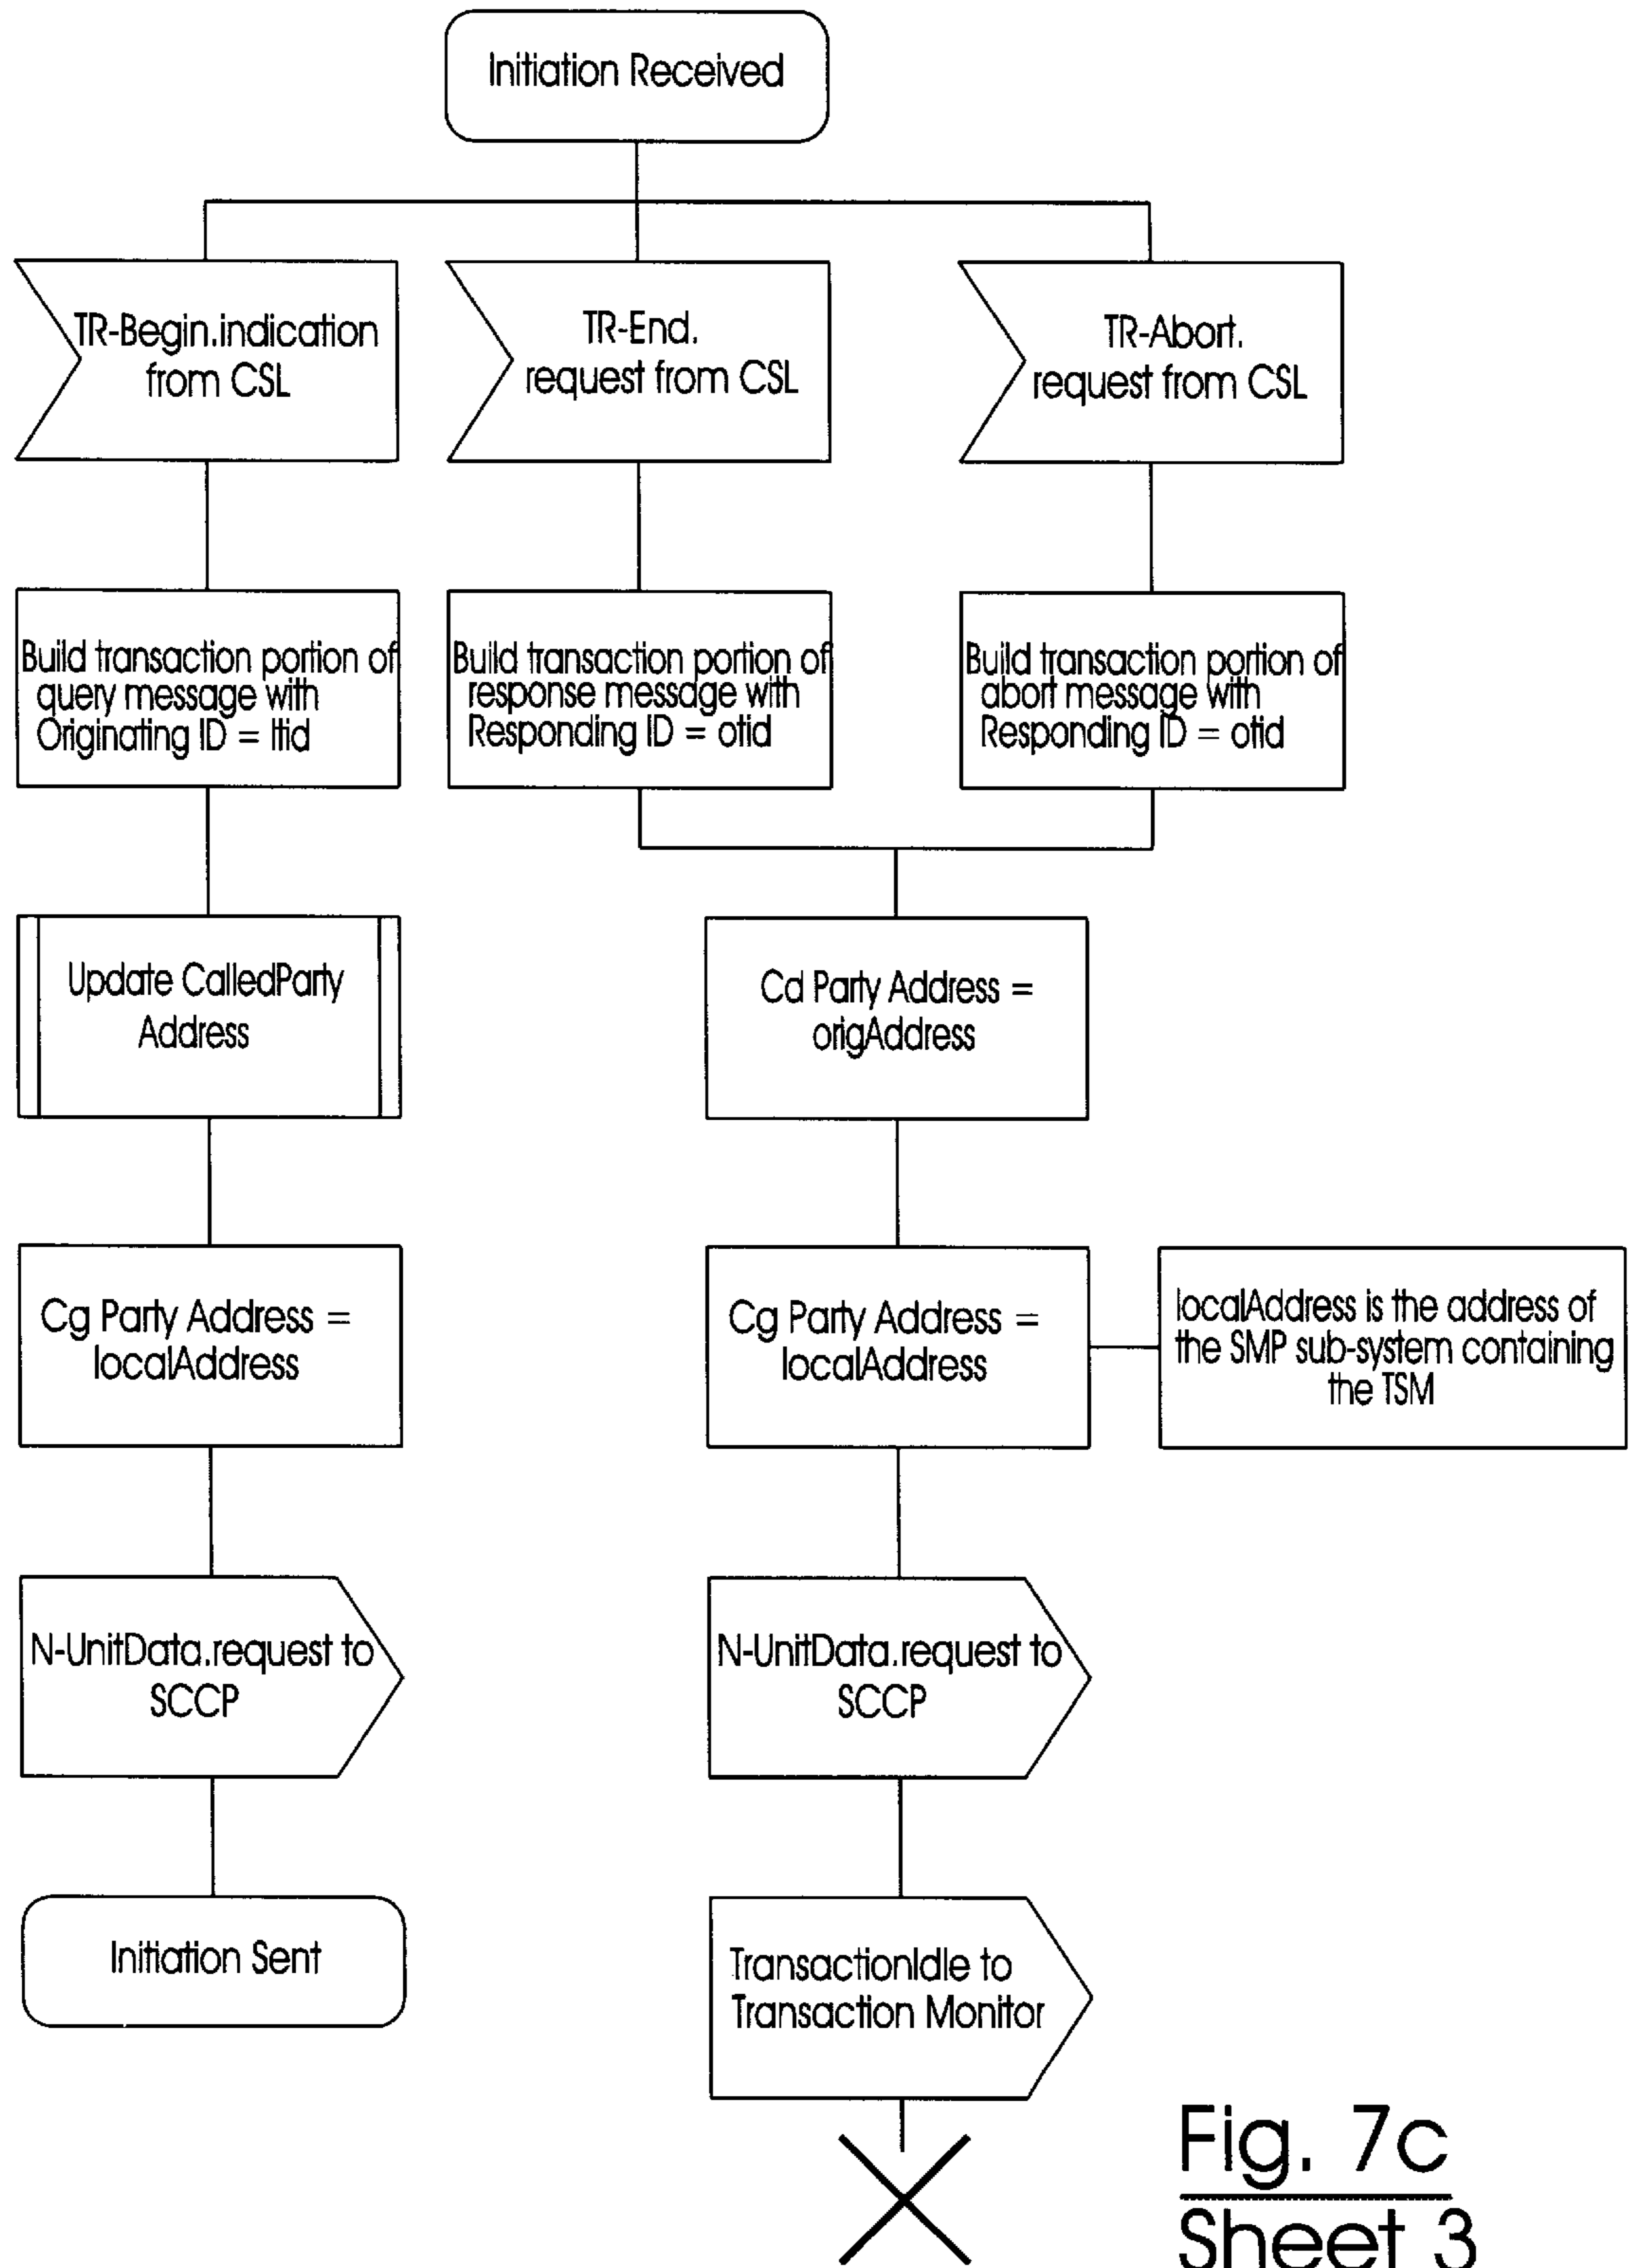 Initiation Received
TR-Begin.indication
from CSL
TR-End.
request from CSL
TR-Abort.
request from CSL
Build transaction portion of
query message with
Originating ID = ltid
Build transaction portion of
response message with
Responding ID = otid
Build transaction portion of
abort message with
Responding ID = otid
Update CalledParty
Address
Cd Party Address =
origAddress
Cg Party Address =
localAddress
Cg Party Address =
localAddress
localAddress is the address of
the SMP sub-system containing
the TSM
N-UnitData.request to
SCCP
N-UnitData.request to
SCCP
Initiation Sent
TransactionIdle to
Transaction Monitor
Fig. 7c
Sheet 3